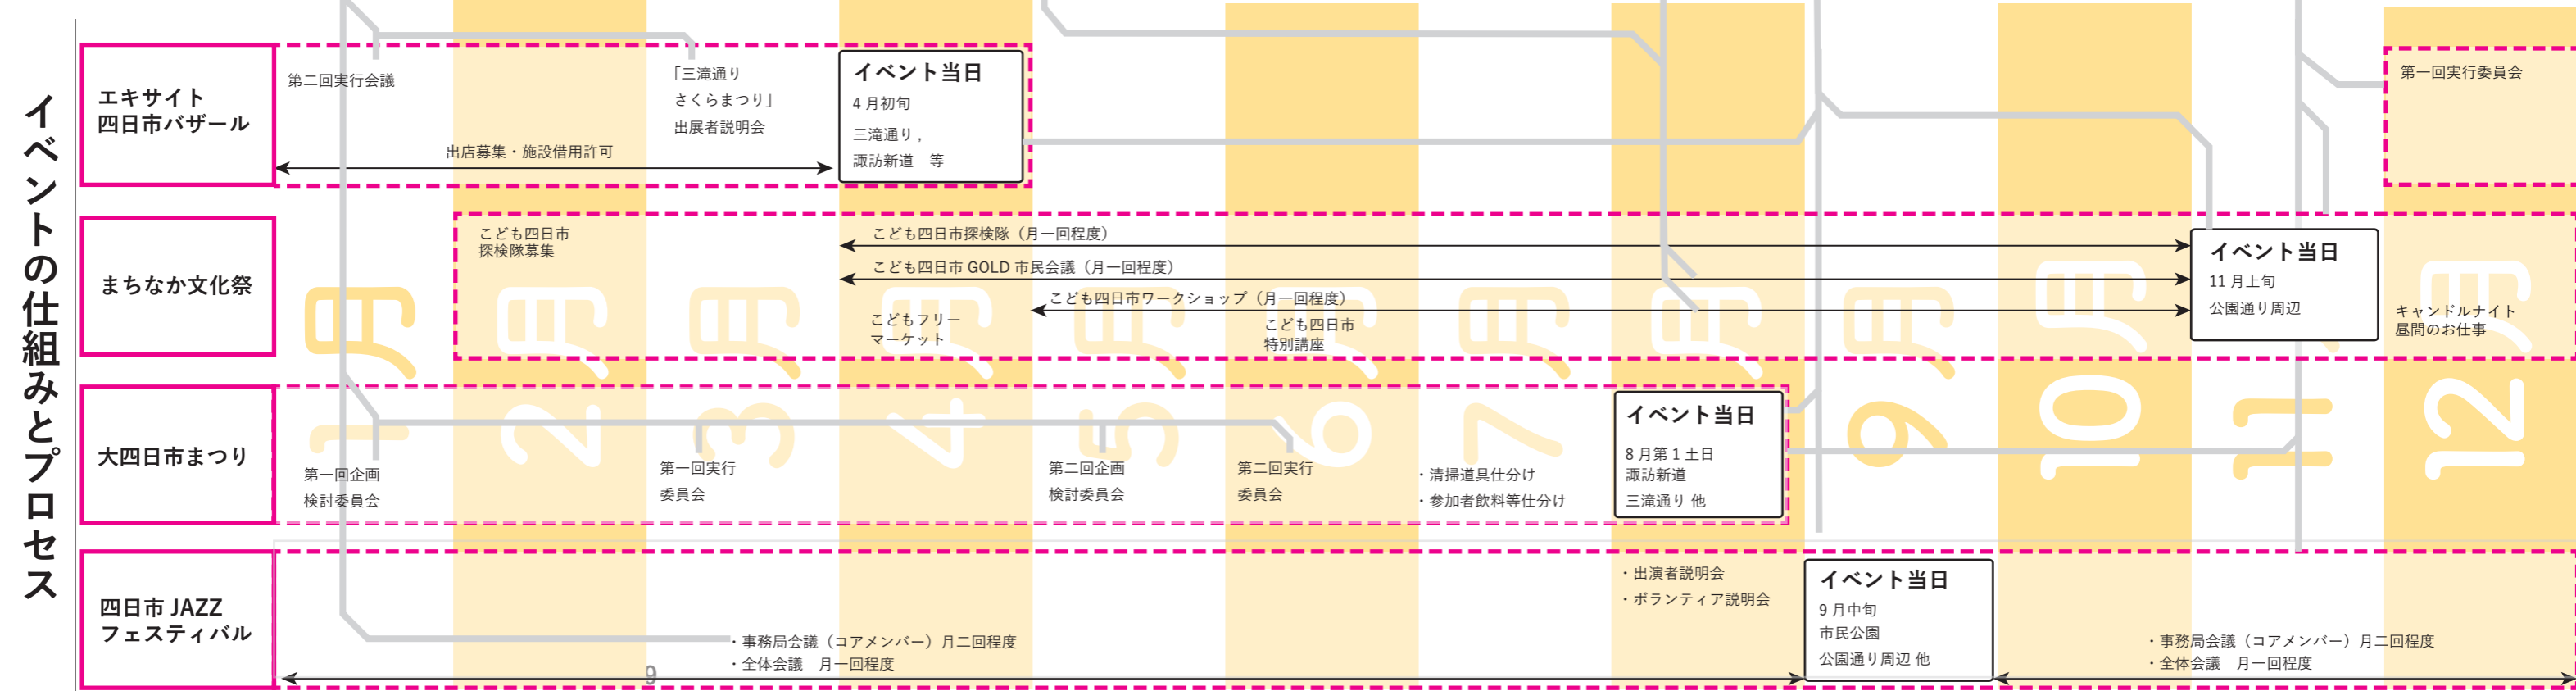 イベントの仕組みとプロセス
エキサイト
四日市バザール
第二回実行会議
「三滝通り
さくらまつり」
出展者説明会
出店募集・施設借用許可
イベント当日
4月初旬
三滝通り,
諏訪新道 等
第一回実行委員会
まちなか文化祭
こども四日市
探検隊募集
こども四日市探検隊（月一回程度）
こども四日市 GOLD 市民会議（月一回程度）
こども四日市ワークショップ（月一回程度）
こどもフリー
マーケット
こども四日市
特別講座
イベント当日
11月上旬
公園通り周辺
キャンドルナイト
昼間のお仕事
1月
2月
3月
4月
5月
6月
7月
8月
9月
10月
11月
12月
大四日市まつり
第一回企画
検討委員会
第一回実行
委員会
第二回企画
検討委員会
第二回実行
委員会
・清掃道具仕分け
・参加者飲料等仕分け
イベント当日
8月第1土日
諏訪新道
三滝通り 他
四日市 JAZZ
フェスティバル
・事務局会議（コアメンバー）月二回程度
・全体会議 月一回程度
9
・出演者説明会
・ボランティア説明会
イベント当日
9月中旬
市民公園
公園通り周辺 他
・事務局会議（コアメンバー）月二回程度
・全体会議 月一回程度